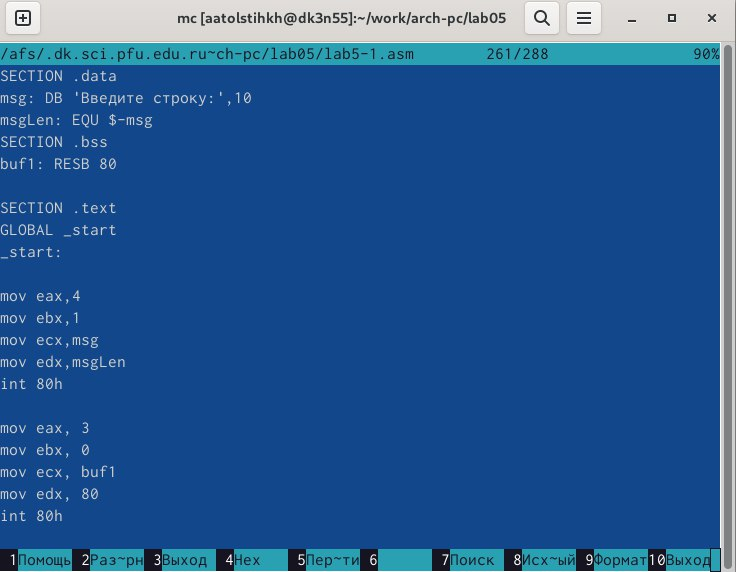 mc [aatolstihkh@dk3n55]:~/work/arch-pc/lab05
/afs/.dk.sci.pfu.edu.ru~ch-pc/lab05/lab5-1.asm 261/288 90%
SECTION .data
msg: DB 'Введите строку:',10
msgLen: EQU $-msg
SECTION .bss
buf1: RESB 80
SECTION .text
GLOBAL _start
_start:
mov eax,4
mov ebx,1
mov ecx,msg
mov edx,msgLen
int 80h
mov eax, 3
mov ebx, 0
mov ecx, buf1
mov edx, 80
int 80h
1Помощь 2Раз~рн 3Выход 4Hex 5Пер~ти 6 7Поиск 8Исх~ый 9Формат 10Выход